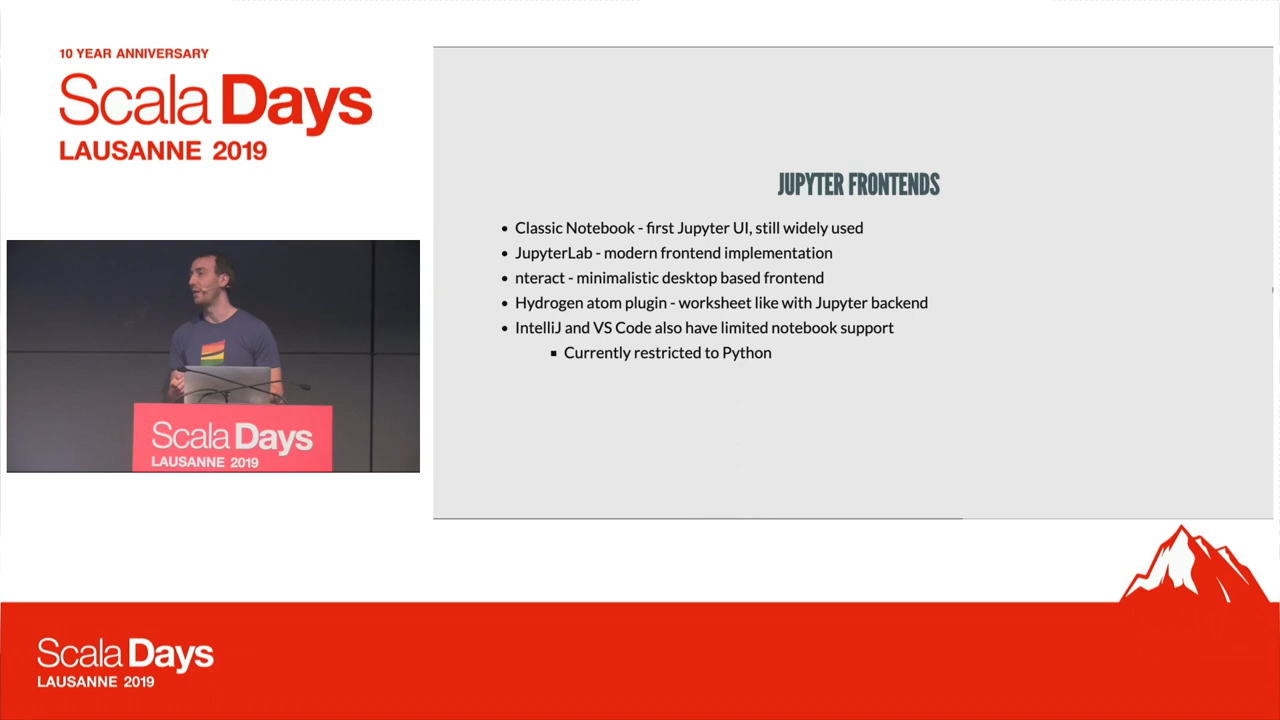 10 YEAR ANNIVERSARY
Scala Days
LAUSANNE 2019
JUPYTER FRONTENDS
• Classic Notebook - first Jupyter UI, still widely used
• JupyterLab - modern frontend implementation
• nteract - minimalistic desktop based frontend
• Hydrogen atom plugin - worksheet like with Jupyter backend
• IntelliJ and VS Code also have limited notebook support
▪ Currently restricted to Python
Scala Days
LAUSANNE 2019
Scala Days
LAUSANNE 2019